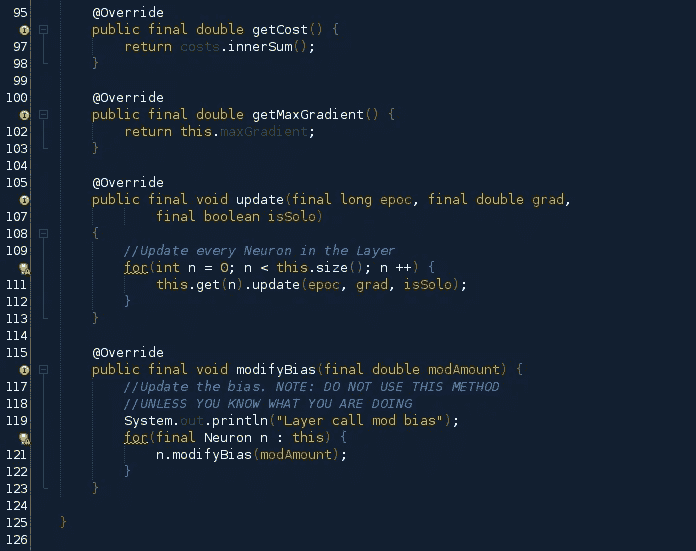 95 @Override
public final double getCost() {
97 return costs.innerSum();
98 }
99
100 @Override
public final double getMaxGradient() {
102 return this.maxGradient;
103 }
104
105 @Override
public final void update(final long epoc, final double grad,
107 final boolean isSolo)
108 {
109 //Update every Neuron in the Layer
for(int n = 0; n < this.size(); n ++) {
111 this.get(n).update(epoc, grad, isSolo);
112 }
113 }
114
115 @Override
public final void modifyBias(final double modAmount) {
117 //Update the bias. NOTE: DO NOT USE THIS METHOD
118 //UNLESS YOU KNOW WHAT YOU ARE DOING
119 System.out.println("Layer call mod bias");
for(final Neuron n : this) {
121 n.modifyBias(modAmount);
122 }
123 }
124
125 }
126